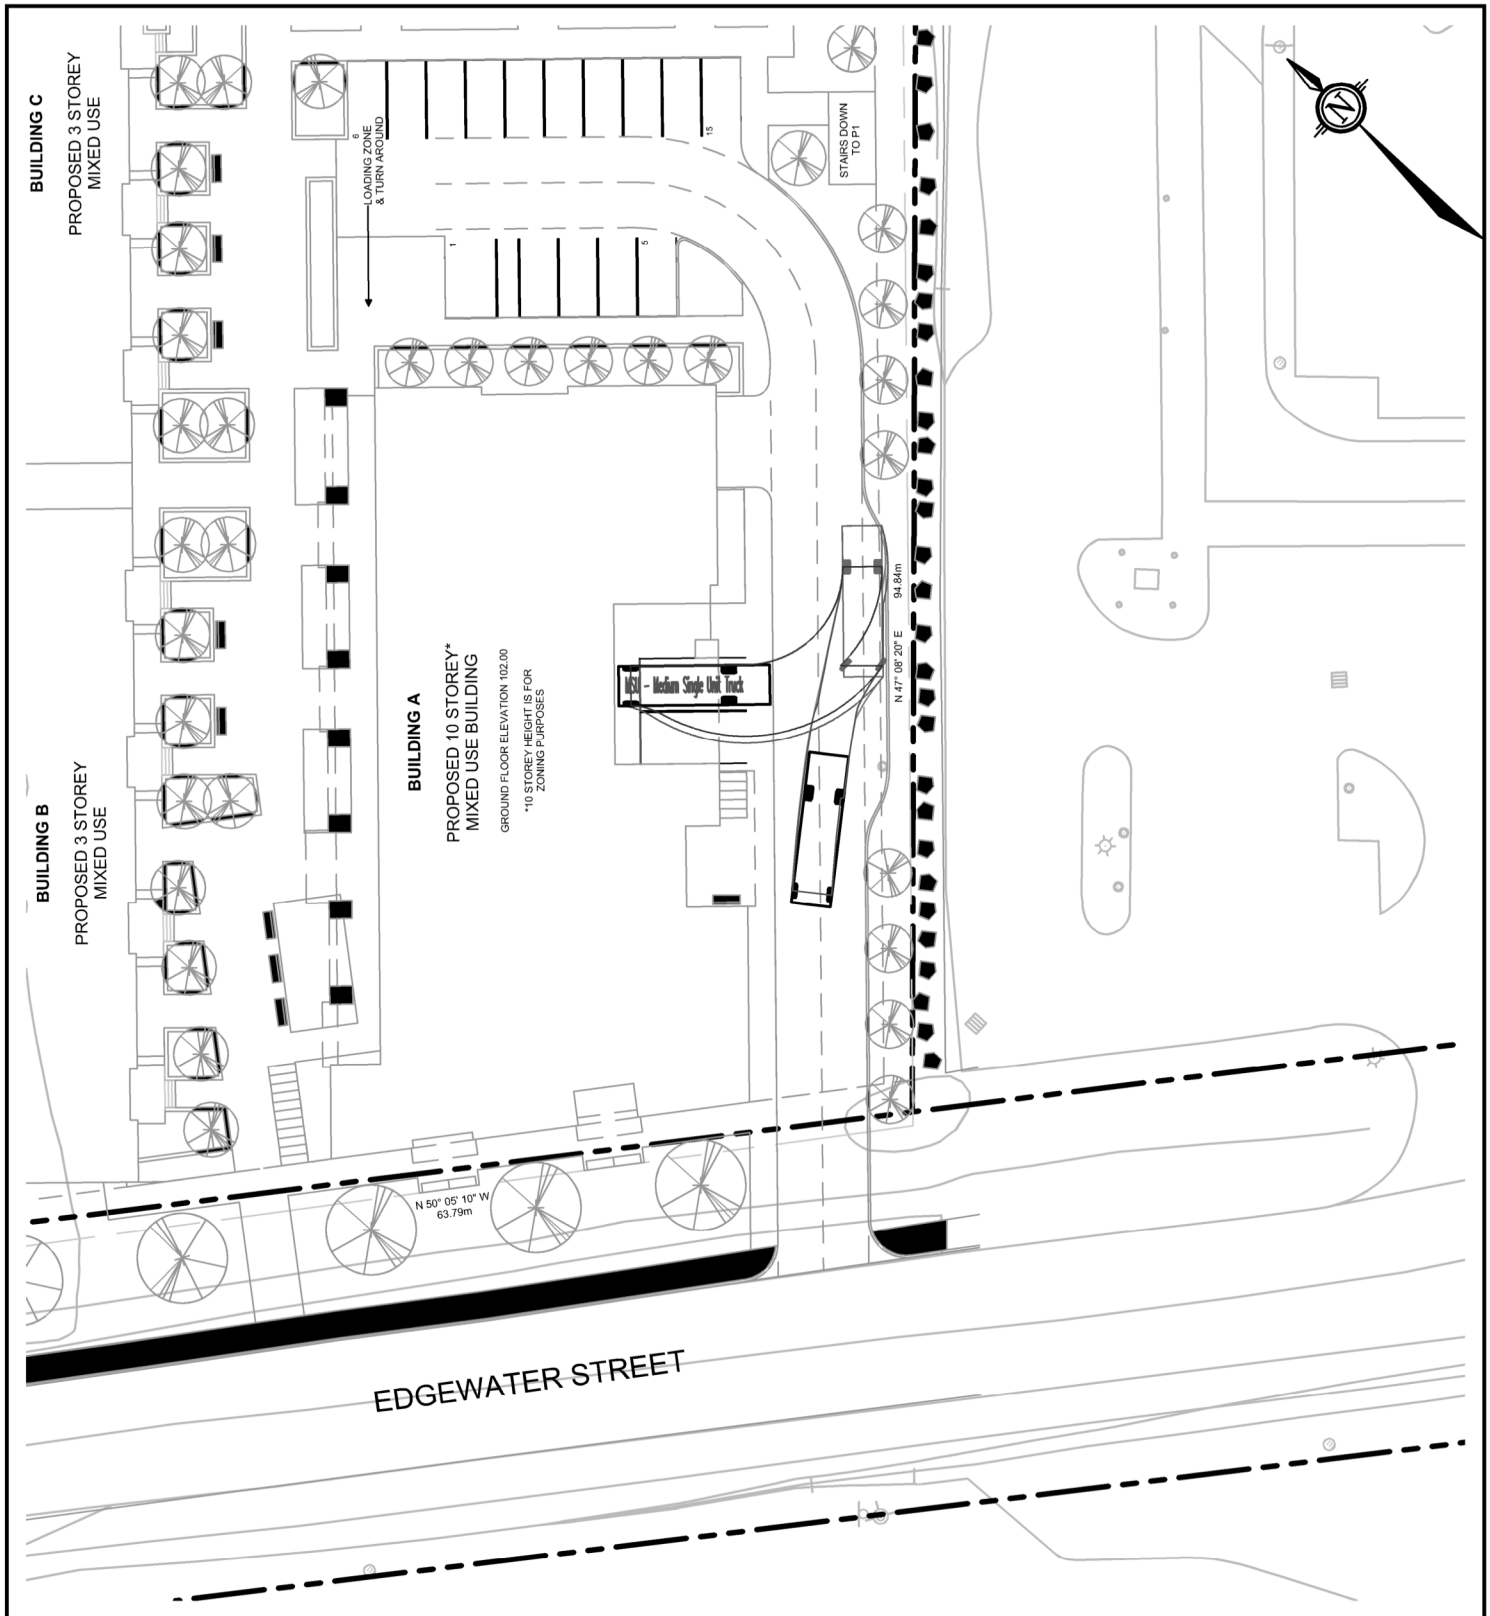 BUILDING C
PROPOSED 3 STOREY
MIXED USE
6
LOADING ZONE
& TURN AROUND
15
STAIRS DOWN
TO P1
N
1
5
BUILDING B
PROPOSED 3 STOREY
MIXED USE
BUILDING A
PROPOSED 10 STOREY*
MIXED USE BUILDING
GROUND FLOOR ELEVATION 102.00
*10 STOREY HEIGHT IS FOR
ZONING PURPOSES
MSU - Medium Single Unit Truck
N 47° 08' 20" E 94.84m
N 50° 05' 10" W
63.79m
EDGEWATER STREET